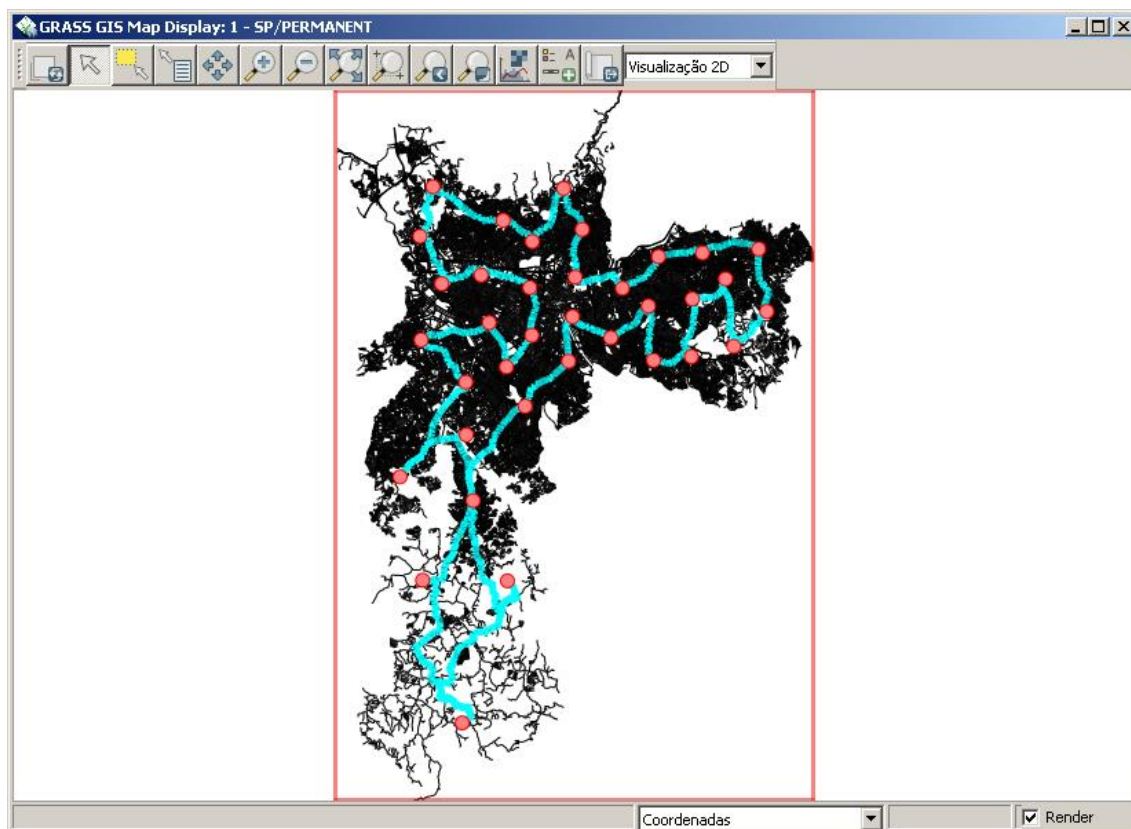 GRASS GIS Map Display: 1 - SP/PERMANENT
Visualização 2D
Coordenadas
Render